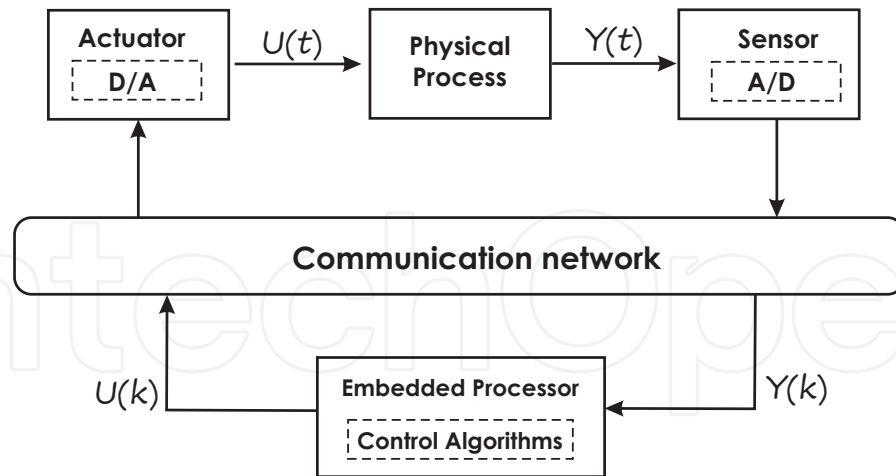 Actuator
D/A
U(t)
Physical
Process
Y(t)
Sensor
A/D
Communication network
U(k)
Embedded Processor
Control Algorithms
Y(k)